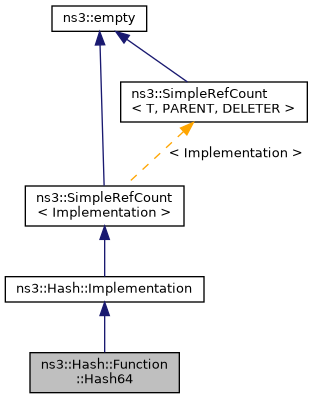 ns3::empty
ns3::SimpleRefCount
< T, PARENT, DELETER >
< Implementation >
ns3::SimpleRefCount
< Implementation >
ns3::Hash::Implementation
ns3::Hash::Function
::Hash64